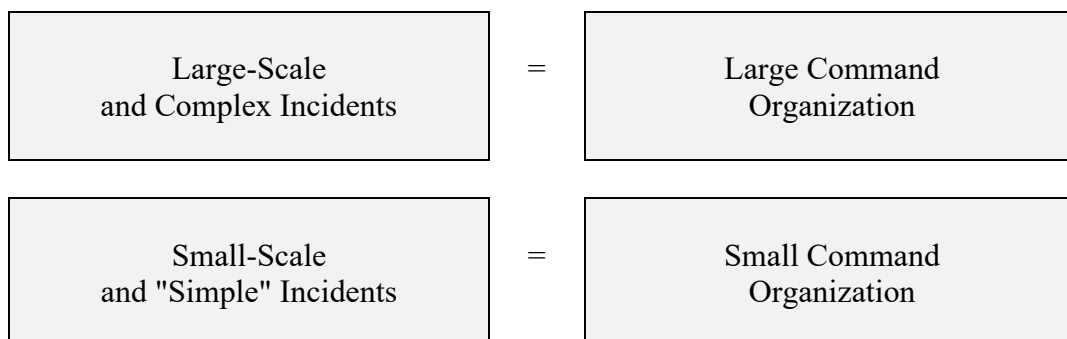 Large-Scale
and Complex Incidents
=
Large Command
Organization
Small-Scale
and "Simple" Incidents
=
Small Command
Organization